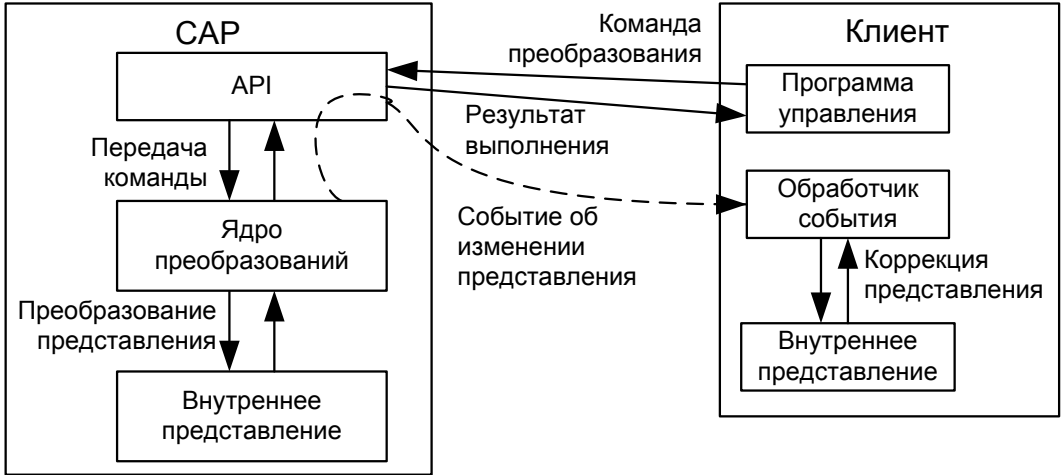 САР
API
Передача
команды
Ядро
преобразований
Преобразование
представления
Внутреннее
представление
Команда
преобразования
Результат
выполнения
Событие об
изменении
представления
Клиент
Программа
управления
Обработчик
события
Коррекция
представления
Внутреннее
представление